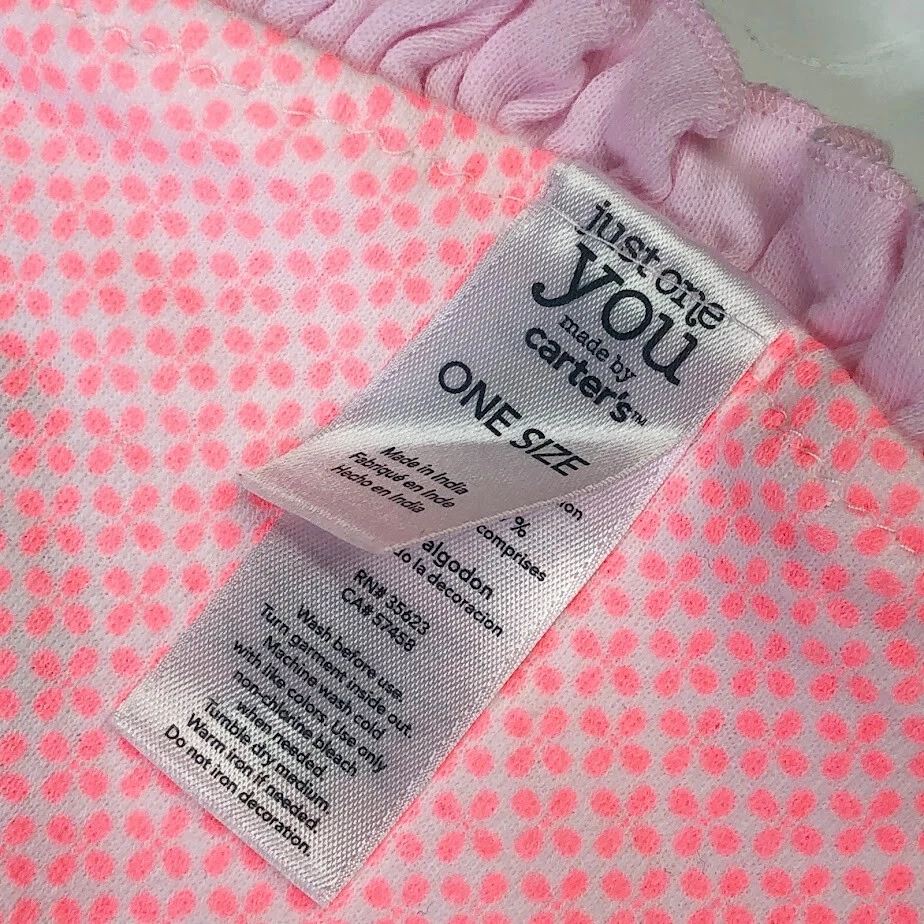 just one
you
made by
carter's™
ONE SIZE
Made in India
Fabriqué en Inde
Hecho en India
%
comprises
algodon
la decoracion
RN# 35623
CA# 57458
Wash before use.
Turn garment inside out.
Machine wash cold
with like colors. Use only
non-chlorine bleach
when needed.
Tumble dry medium,
Warm iron if needed.
Do not iron decoration.